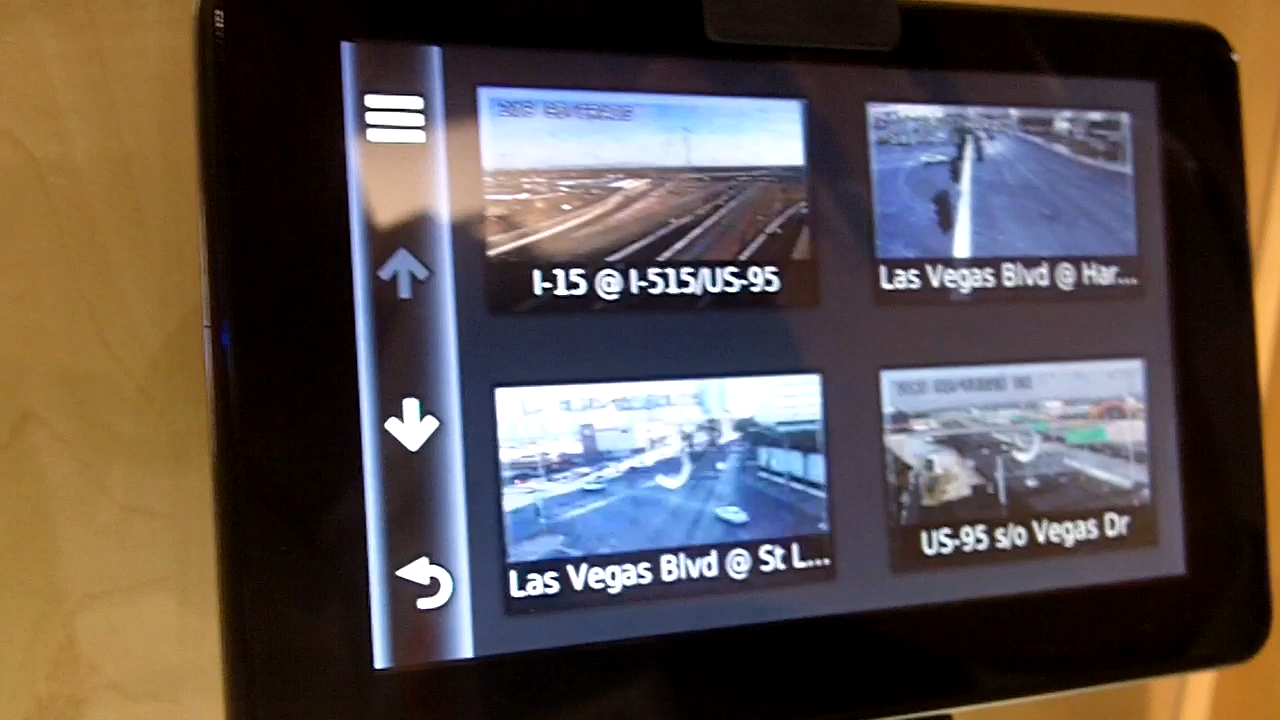 I-15 @ I-515/US-95
Las Vegas Blvd @ Har...
Las Vegas Blvd @ St L...
US-95 s/o Vegas Dr